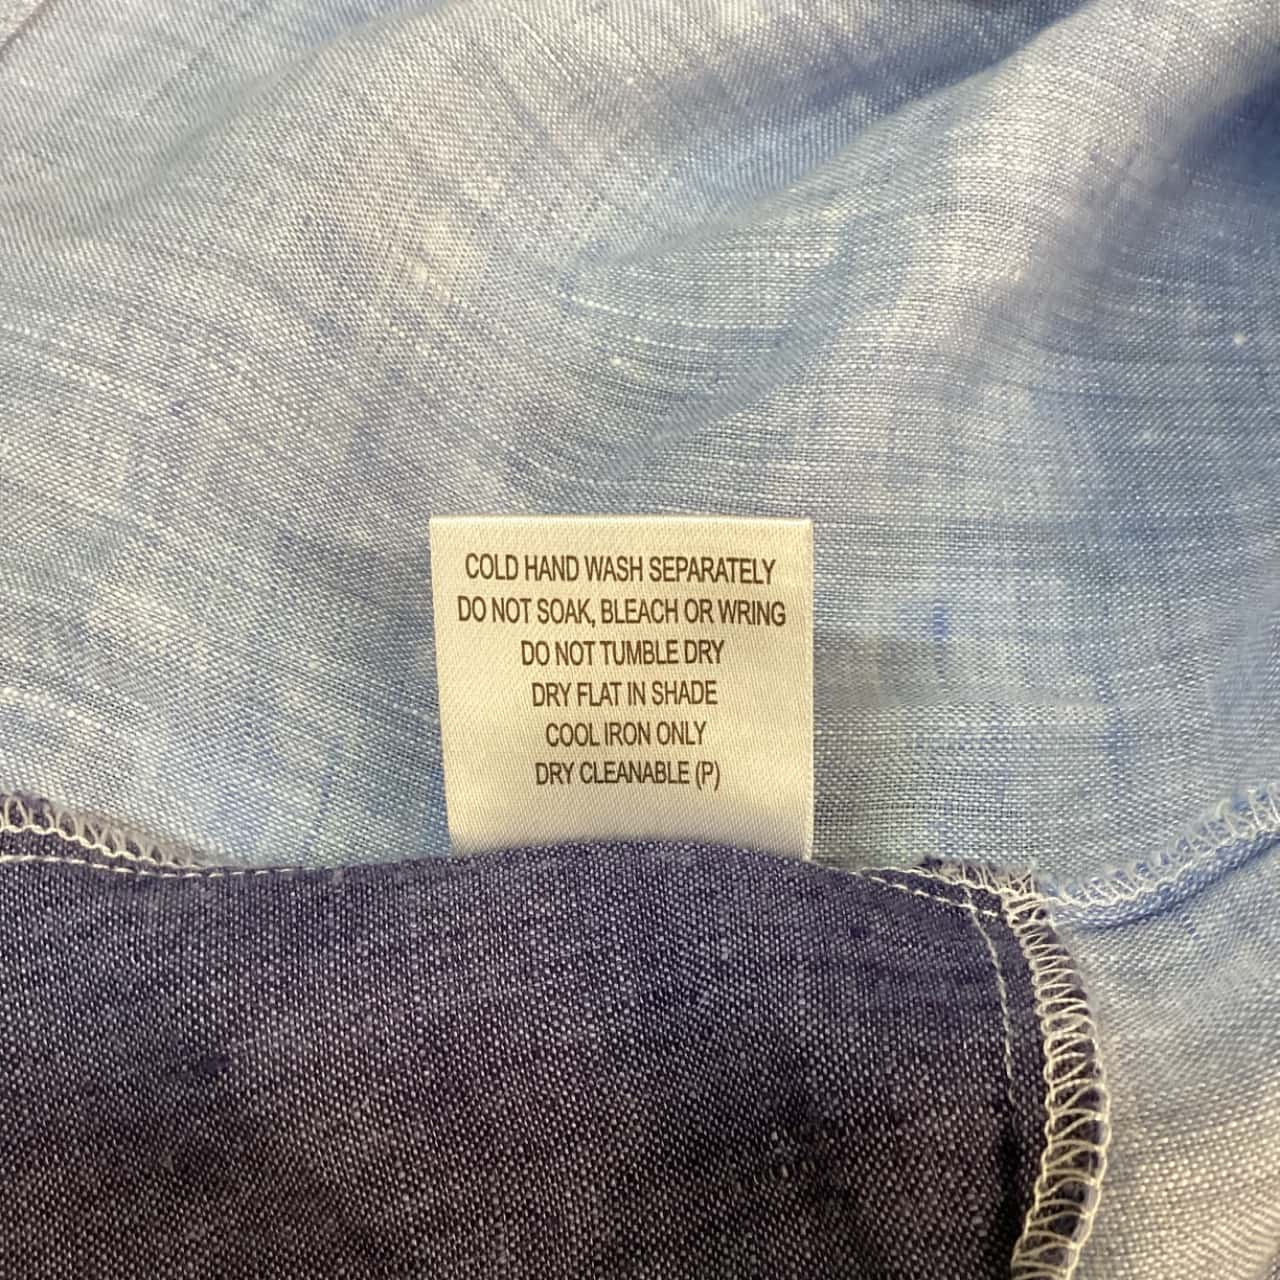 COLD HAND WASH SEPARATELY
DO NOT SOAK, BLEACH OR WRING
DO NOT TUMBLE DRY
DRY FLAT IN SHADE
COOL IRON ONLY
DRY CLEANABLE (P)